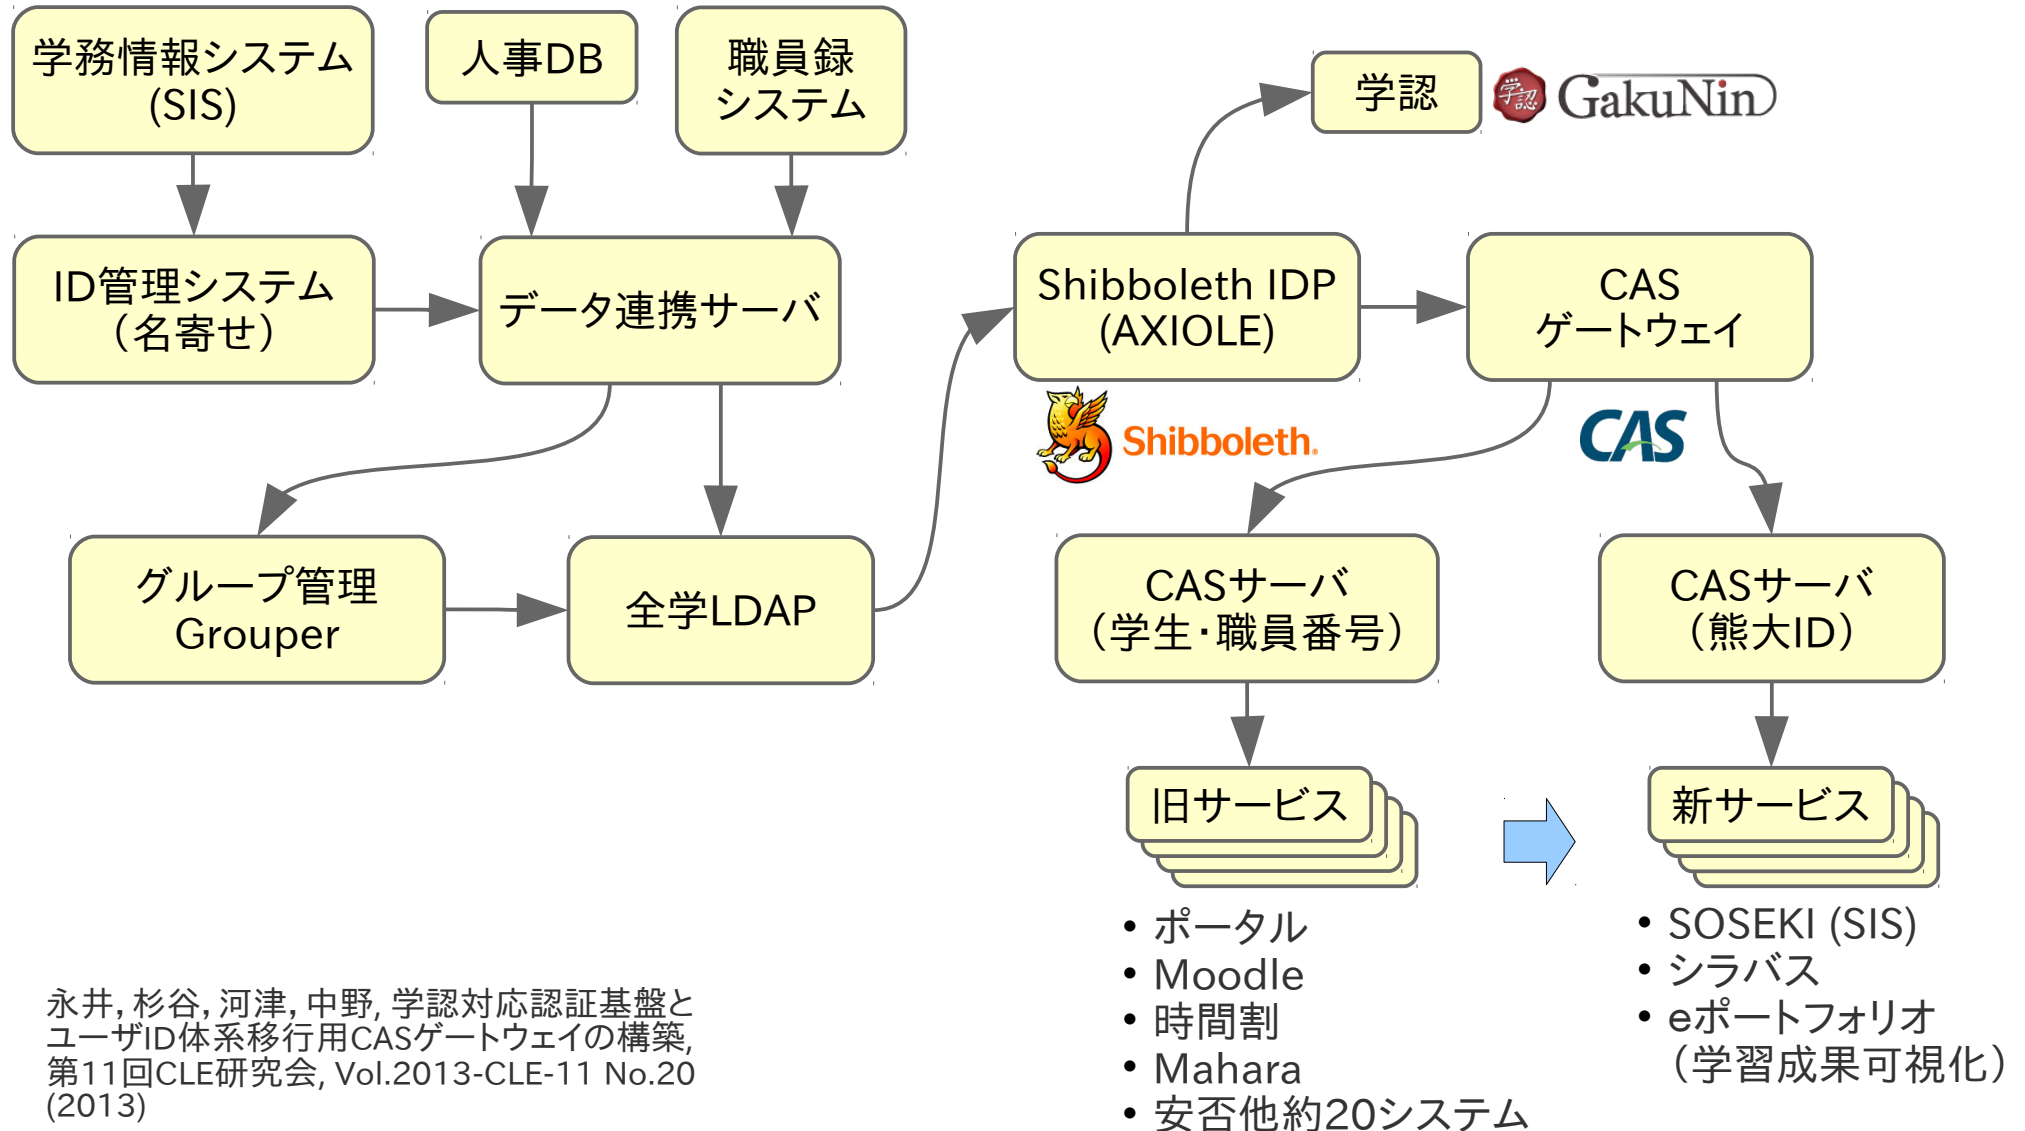 学務情報システム
(SIS)
人事DB
職員録
システム
学認
学認
GakuNin
ID管理システム
（名寄せ）
データ連携サーバ
Shibboleth IDP
(AXIOLE)
CAS
ゲートウェイ
Shibboleth.
CAS
グループ管理
Grouper
全学LDAP
CASサーバ
（学生・職員番号）
CASサーバ
（熊大ID）
旧サービス
新サービス
• ポータル
• Moodle
• 時間割
• Mahara
• 安否他約20システム
• SOSEKI (SIS)
• シラバス
• eポートフォリオ
（学習成果可視化）
永井, 杉谷, 河津, 中野, 学認対応認証基盤と
ユーザID体系移行用CASゲートウェイの構築,
第11回CLE研究会, Vol.2013-CLE-11 No.20
(2013)